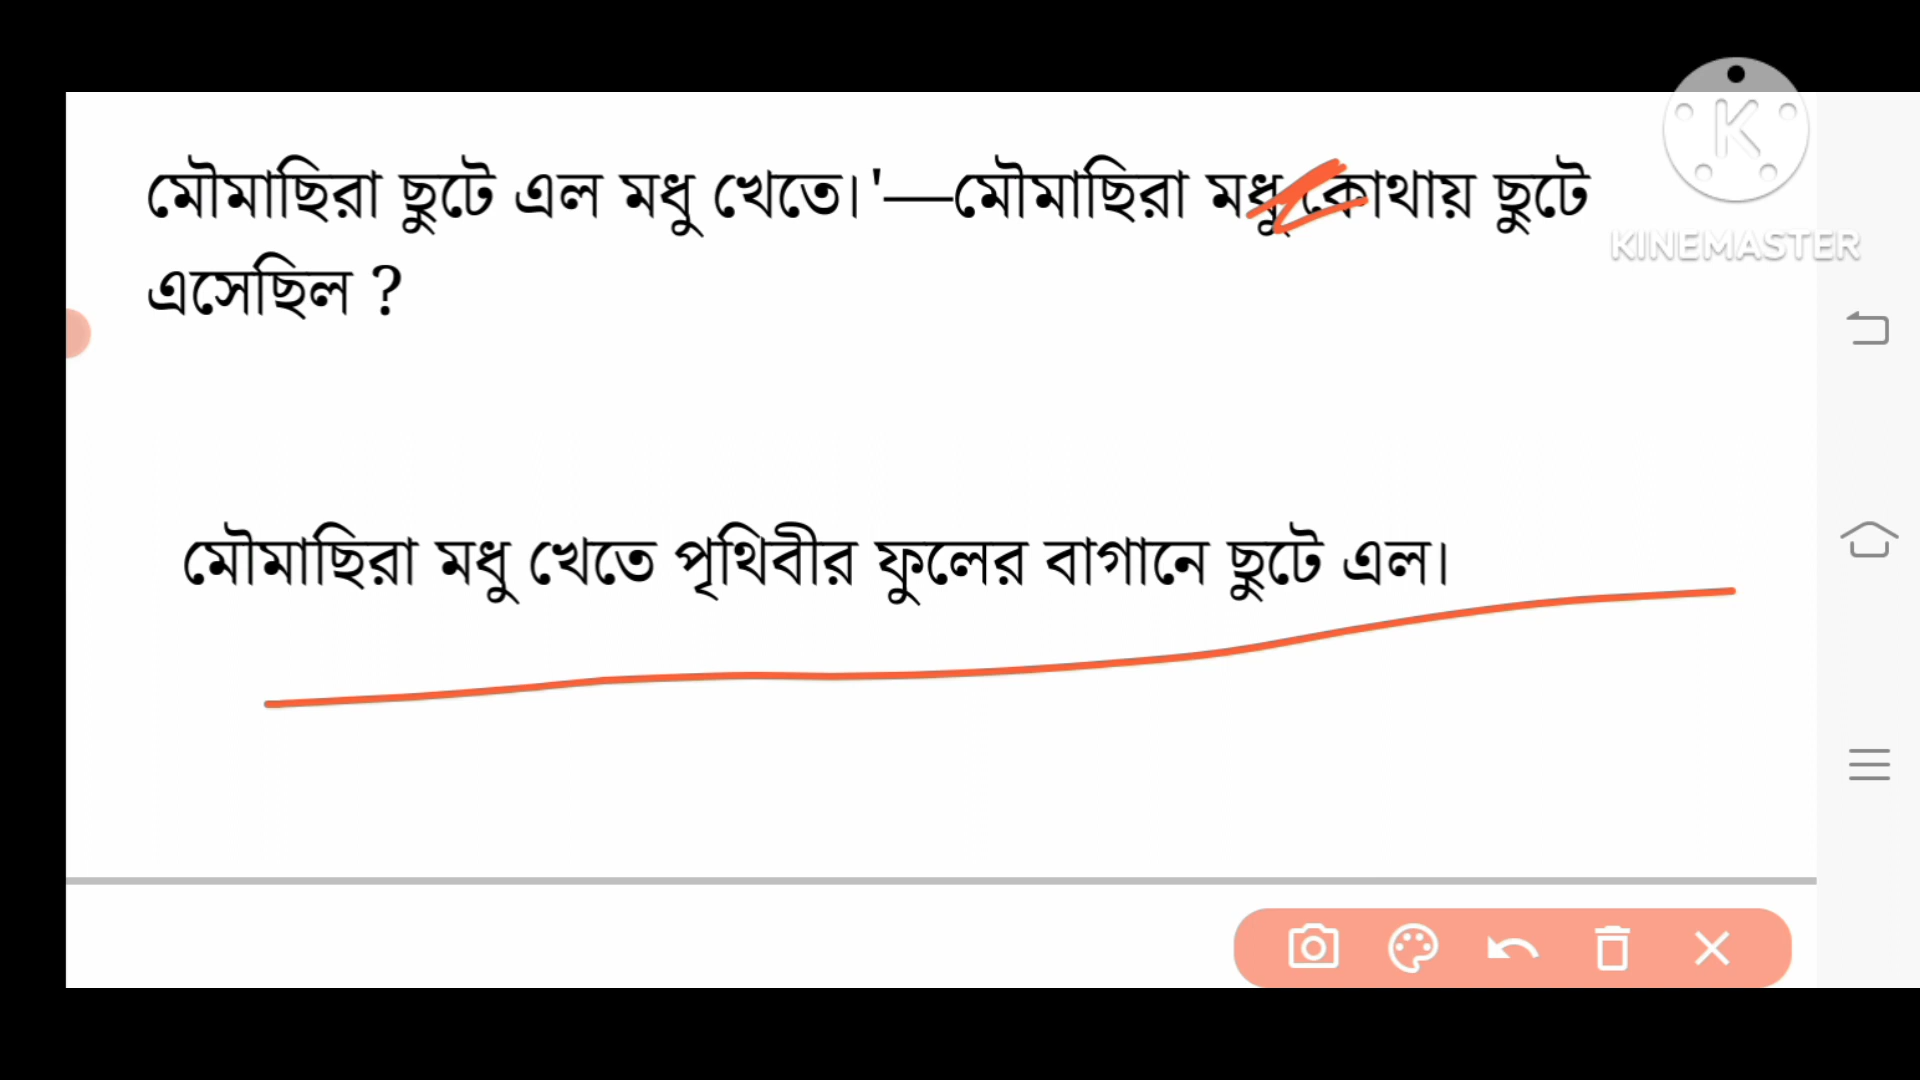 মৌমাছিরা ছুটে এল মধু খেতে।'—মৌমাছিরা মধু কোথায় ছুটে
এসেছিল ?
মৌমাছিরা মধু খেতে পৃথিবীর ফুলের বাগানে ছুটে এল।
K
KINEMASTER